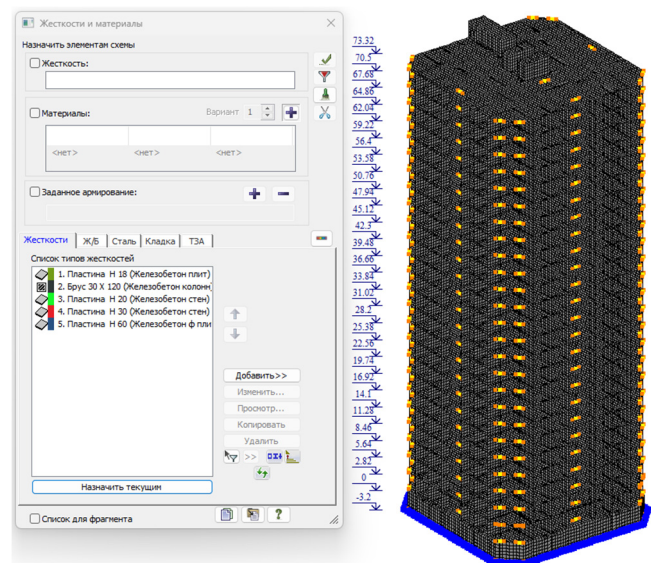 Жесткости и материалы
Назначить элементам схемы
Жесткость:
Материалы:
Вариант 1
<нет> <нет> <нет>
Заданное армирование:
Жесткости Ж/Б Сталь Кладка ТЗА
Список типов жесткостей
1. Пластина Н 18 (Железобетон плит)
2. Брус 30 X 120 (Железобетон колонн
3. Пластина Н 20 (Железобетон стен)
4. Пластина Н 30 (Железобетон стен)
5. Пластина Н 60 (Железобетон ф пли
Добавить>>
Изменить...
Просмотр...
Копировать
Удалить
>>
Назначить текущим
Список для фрагмента
?
73.32
70.5
67.68
64.86
62.04
59.22
56.4
53.58
50.76
47.94
45.12
42.3
39.48
36.66
33.84
31.02
28.2
25.38
22.56
19.74
16.92
14.1
11.28
8.46
5.64
2.82
0
-3.2